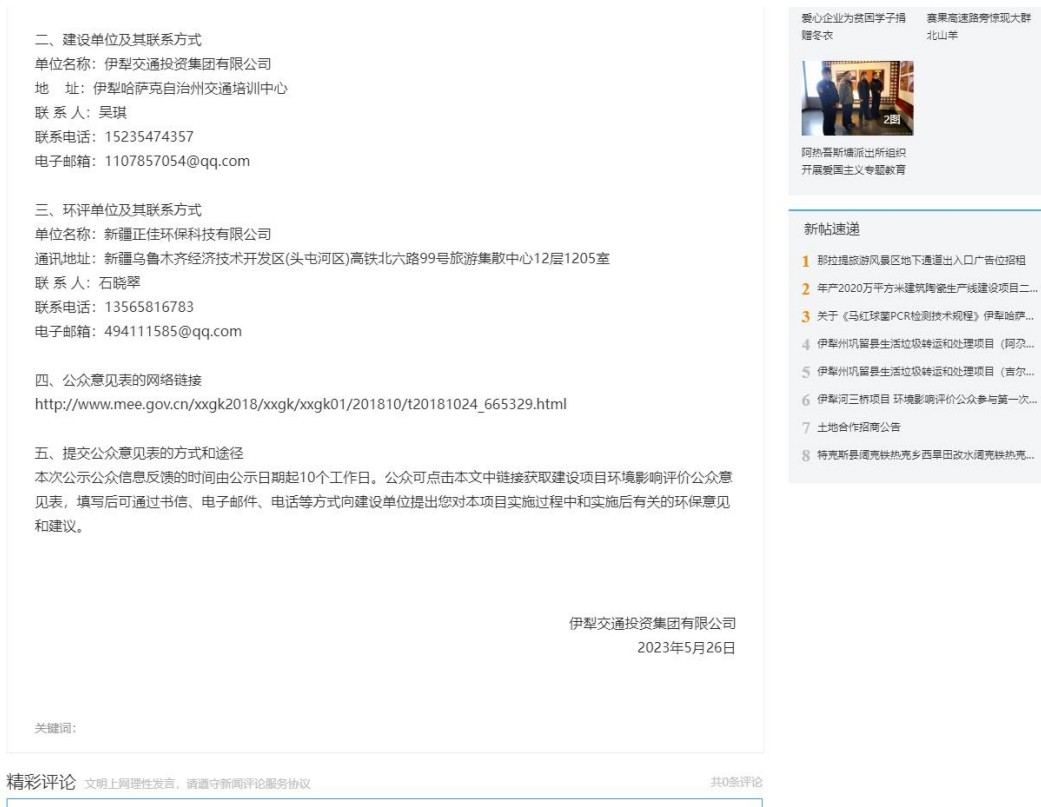 二、建设单位及其联系方式
单位名称：伊犁交通投资集团有限公司
地　址：伊犁哈萨克自治州交通培训中心
联 系 人：吴琪
联系电话：15235474357
电子邮箱：1107857054@qq.com
三、环评单位及其联系方式
单位名称：新疆正佳环保科技有限公司
通讯地址：新疆乌鲁木齐经济技术开发区(头屯河区)高铁北六路99号旅游集散中心12层1205室
联 系 人：石晓翠
联系电话：13565816783
电子邮箱：494111585@qq.com
四、公众意见表的网络链接
http://www.mee.gov.cn/xxgk2018/xxgk/xxgk01/201810/t20181024_665329.html
五、提交公众意见表的方式和途径
本次公示公众信息反馈的时间由公示日期起10个工作日。公众可点击本文中链接获取建设项目环境影响评价公众意
见表，填写后可通过书信、电子邮件、电话等方式向建设单位提出您对本项目实施过程中和实施后有关的环保意见
和建议。
伊犁交通投资集团有限公司
2023年5月26日
关键词：
精彩评论 文明上网理性发言，请遵守新闻评论服务协议
共0条评论
爱心企业为贫困学子捐
赠冬衣
赛果高速路旁惊现大群
北山羊
2图
阿热吾斯塘派出所组织
开展爱国主义专题教育
新帖速递
1 那拉提旅游风景区地下通道出入口广告位招租
2 年产2020万平方米建筑陶瓷生产线建设项目二...
3 关于《马红球菌PCR检测技术规程》伊犁哈萨...
4 伊犁州巩留县生活垃圾转运和处理项目（阿尕...
5 伊犁州巩留县生活垃圾转运和处理项目（吉尔...
6 伊犁河三桥项目 环境影响评价公众参与第一次...
7 土地合作招商公告
8 特克斯县阔克铁热克乡西旱田改水阔克铁热克...